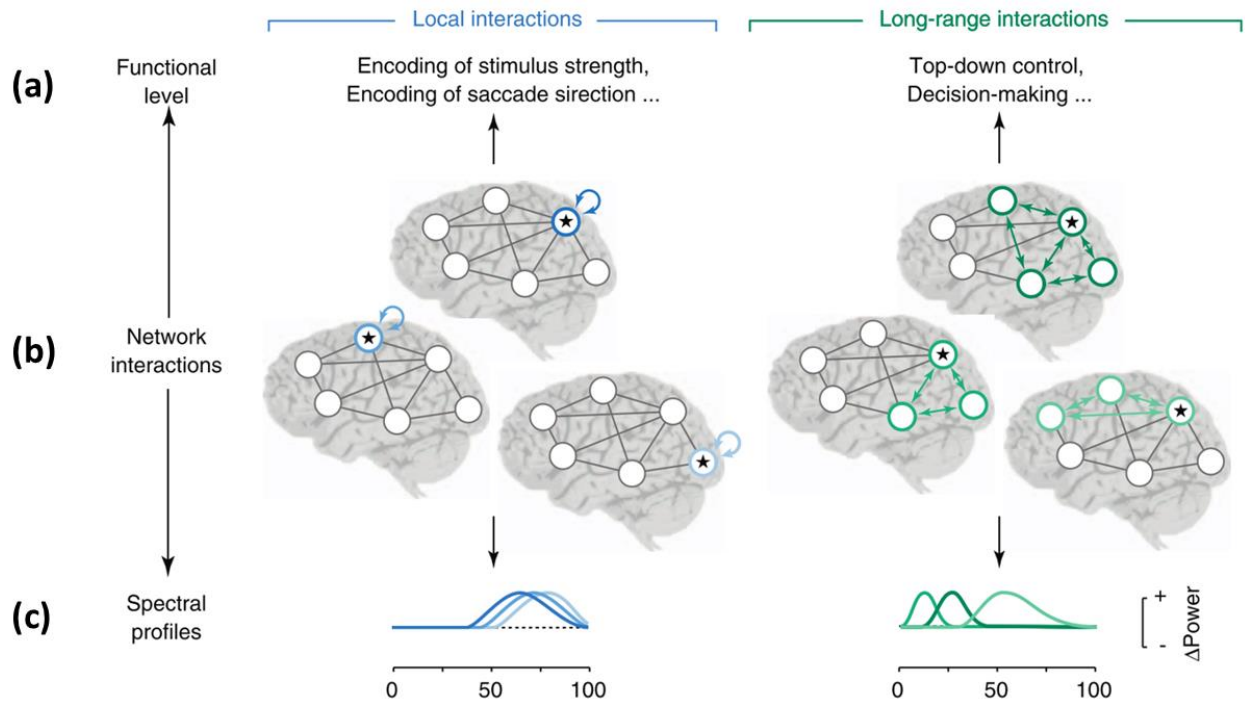 Local interactions
Long-range interactions
(a)
Functional
level
Encoding of stimulus strength,
Encoding of saccade sirection ...
Top-down control,
Decision-making ...
(b)
Network
interactions
(c)
Spectral
profiles
+
-
ΔPower
0 50 100
0 50 100